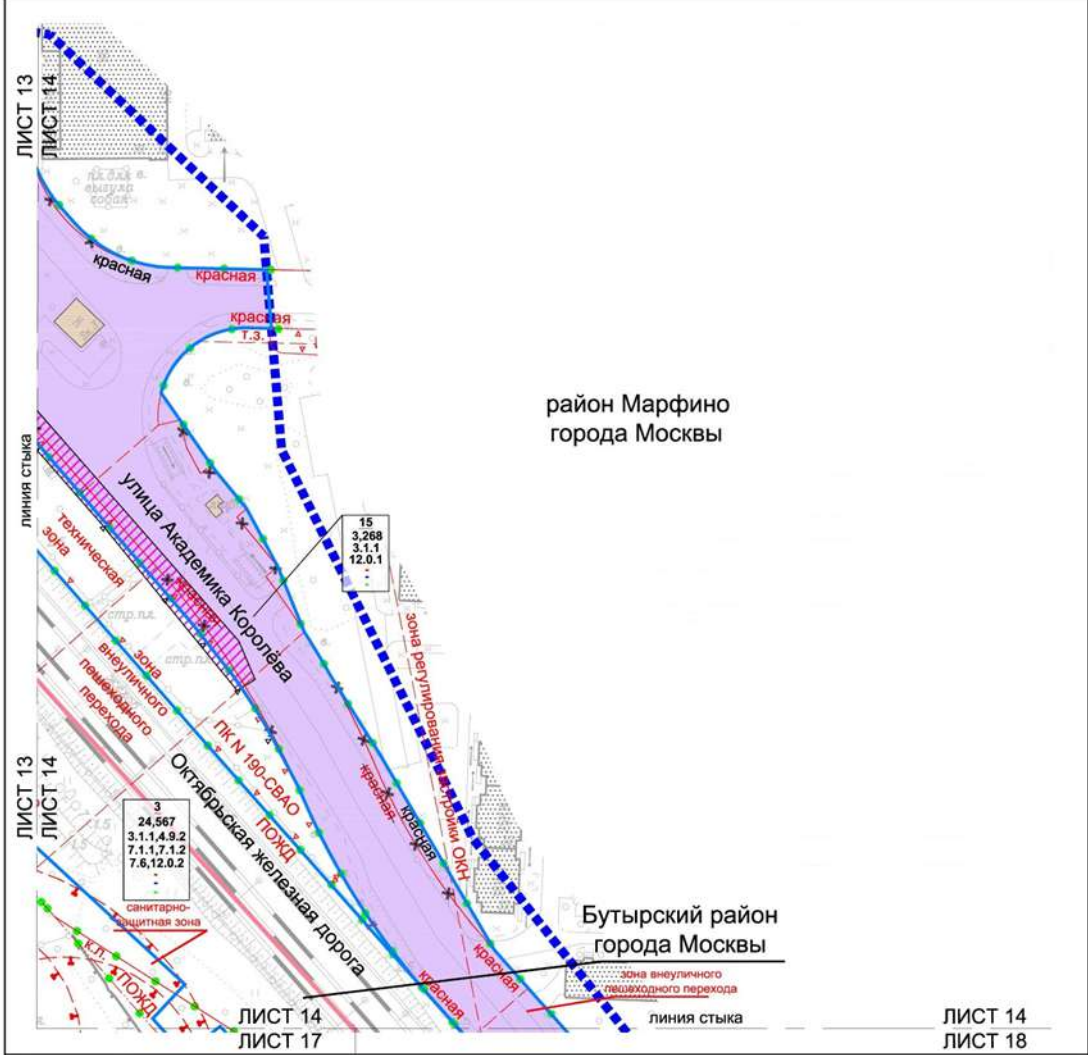 ЛИСТ 13
ЛИСТ 14
пл.для в.
выгула
собак
красная
красная
красная
т.з.
район Марфино
города Москвы
линия стыка
улица Академика Королёва
15
3,268
3.1.1
12.0.1
техническая
зона
красная
стр.пл.
стр.пл.
зона
внеуличного
пешеходного
перехода
зона регулирования застройки ОКН
ПК N 190-СВАО
ПОЖД
Октябрьская железная дорога
красная
красная
ЛИСТ 13
ЛИСТ 14
3
24,567
3.1.1,4.9.2
7.1.1,7.1.2
7.6,12.0.2
санитарно-
защитная зона
к.п.
ПОЖД
красная
красная
Бутырский район
города Москвы
зона внеуличного
пешеходного перехода
линия стыка
ЛИСТ 14
ЛИСТ 17
ЛИСТ 14
ЛИСТ 18